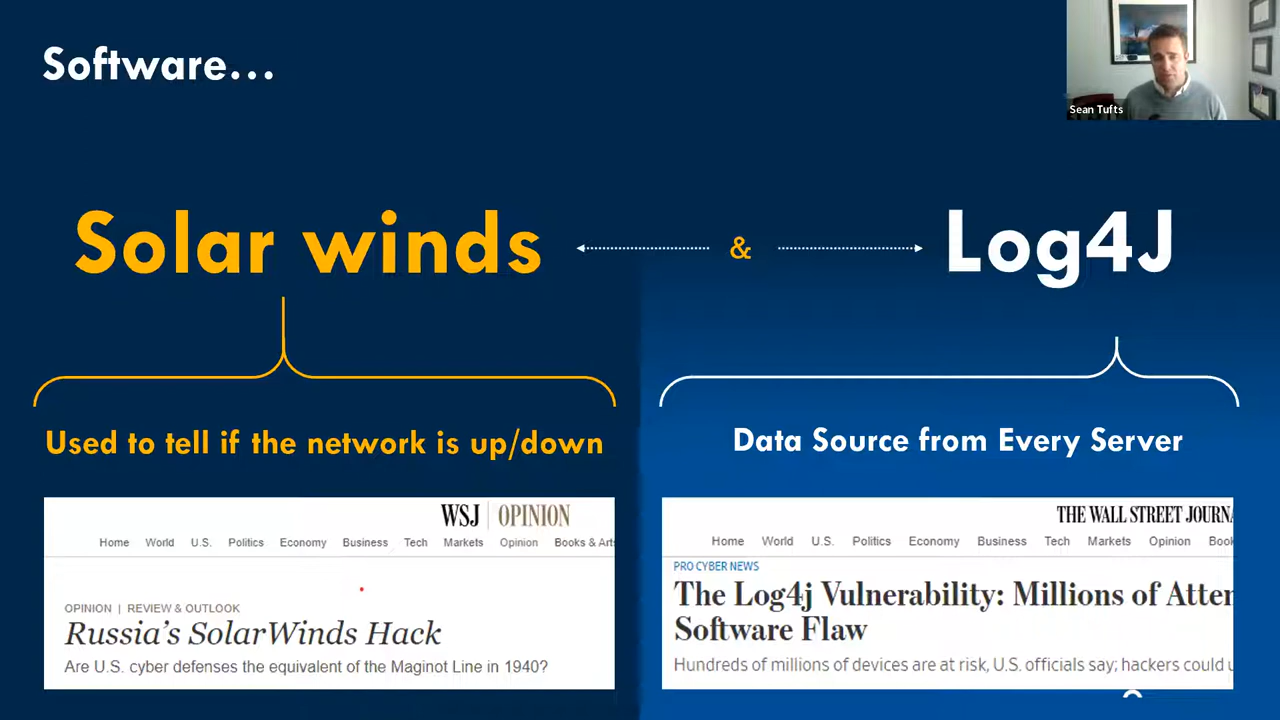 Software...
Sean Tufts
Solar winds
&
Log4J
Used to tell if the network is up/down
Data Source from Every Server
WSJ | OPINION
Home World U.S. Politics Economy Business Tech Markets Opinion Books & Arts
OPINION | REVIEW & OUTLOOK
Russia's SolarWinds Hack
Are U.S. cyber defenses the equivalent of the Maginot Line in 1940?
THE WALL STREET JOURNA
Home World U.S. Politics Economy Business Tech Markets Opinion Book
PRO CYBER NEWS
The Log4j Vulnerability: Millions of Atte
Software Flaw
Hundreds of millions of devices are at risk, U.S. officials say; hackers could u